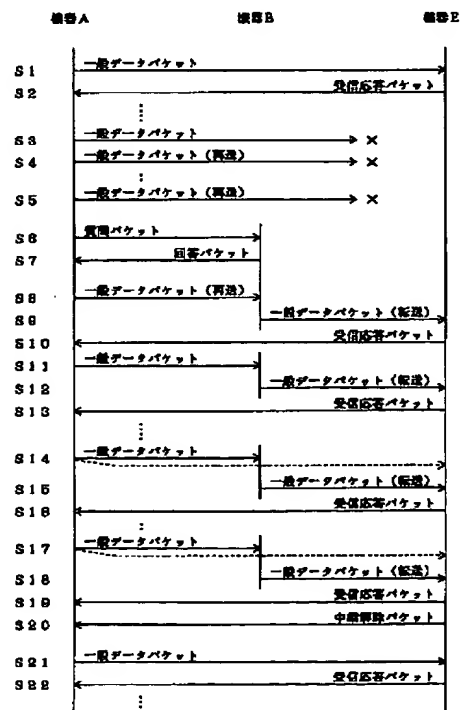 機器A 機器B 機器E
S1 一般データパケット
S2 受信応答パケット
S3 一般データパケット ×
S4 一般データパケット(再送) ×
S5 一般データパケット(再送) ×
S6 質問パケット
S7 回答パケット
S8 一般データパケット(再送)
S9 一般データパケット(転送)
S10 受信応答パケット
S11 一般データパケット
S12 一般データパケット(転送)
S13 受信応答パケット
S14 一般データパケット
S15 一般データパケット(転送)
S16 受信応答パケット
S17 一般データパケット
S18 一般データパケット(転送)
S19 受信応答パケット
S20 中継解除パケット
S21 一般データパケット
S22 受信応答パケット